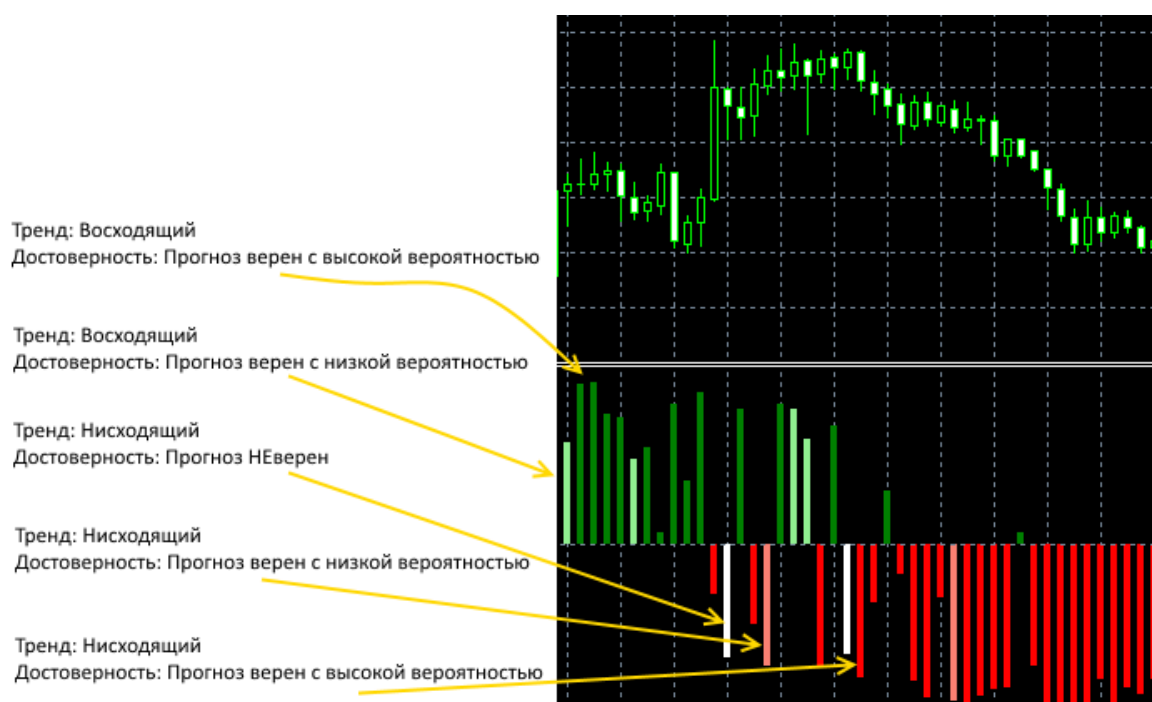 Тренд: Восходящий
Достоверность: Прогноз верен с высокой вероятностью
Тренд: Восходящий
Достоверность: Прогноз верен с низкой вероятностью
Тренд: Нисходящий
Достоверность: Прогноз НЕверен
Тренд: Нисходящий
Достоверность: Прогноз верен с низкой вероятностью
Тренд: Нисходящий
Достоверность: Прогноз верен с высокой вероятностью